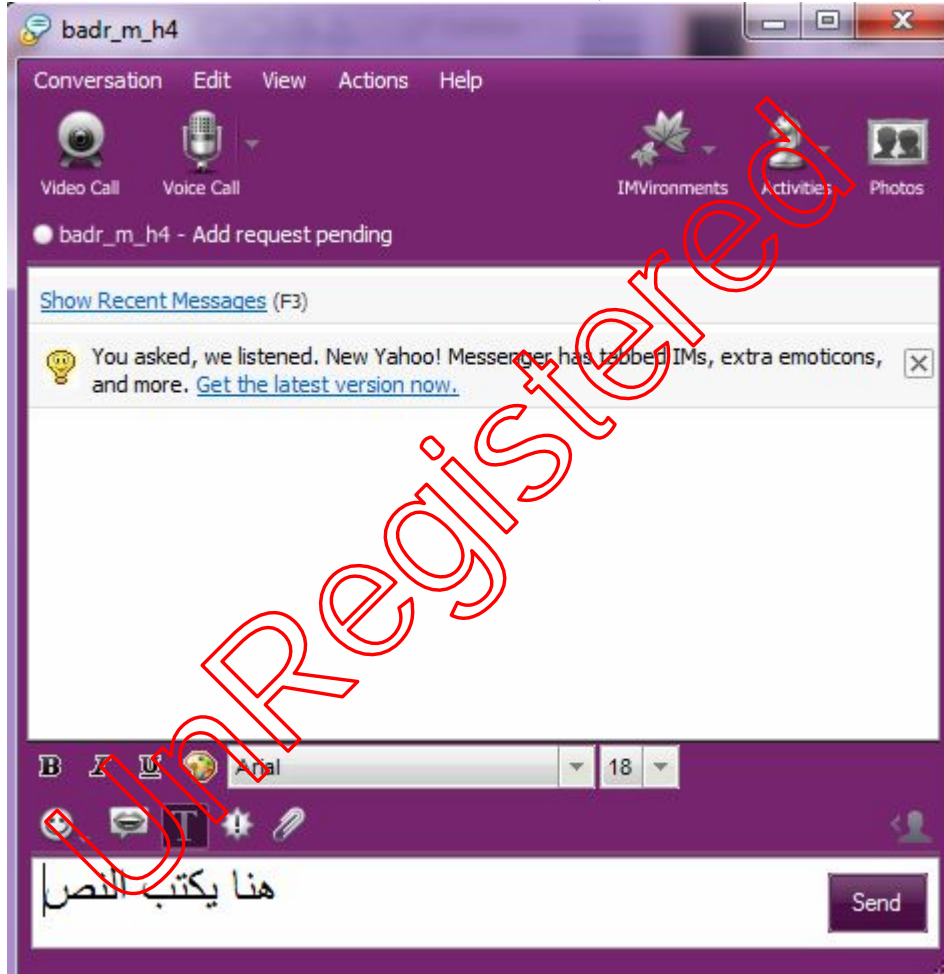 badr_m_h4
Conversation Edit View Actions Help
Video Call Voice Call IMVironments Activities Photos
badr_m_h4 - Add request pending
Show Recent Messages (F3)
You asked, we listened. New Yahoo! Messenger has tabbed IMs, extra emoticons,
and more. Get the latest version now.
UnRegistered
B I U Arial 18
T
هنا يكتب النص
Send